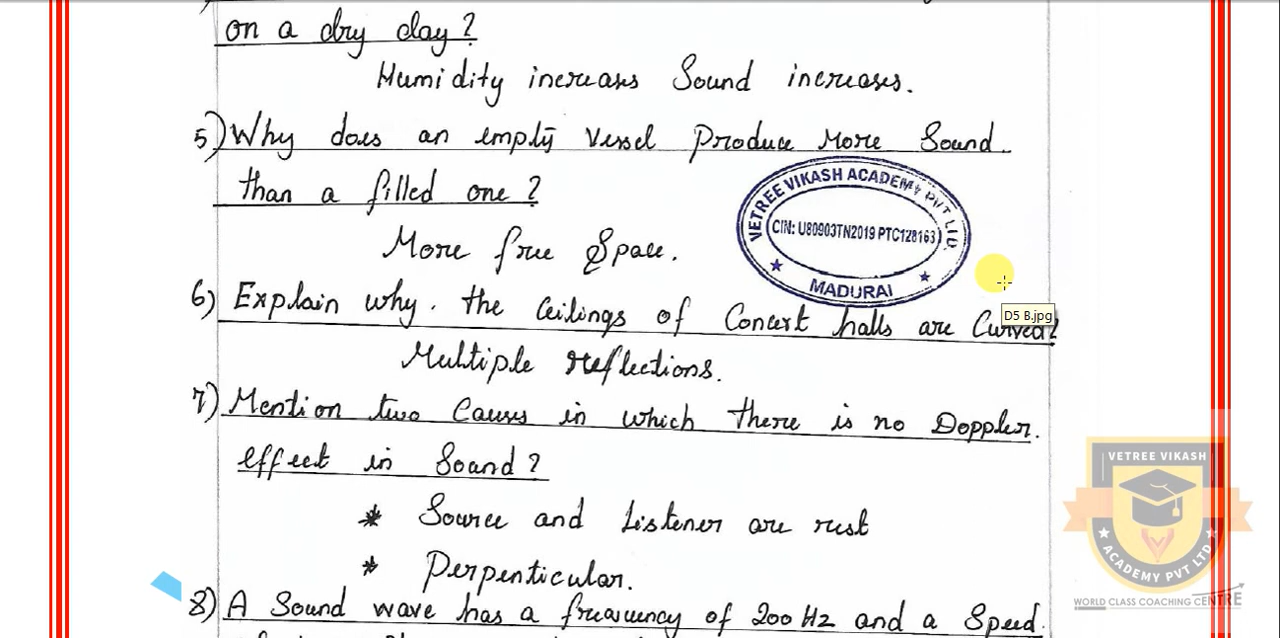 on a dry day?
Humidity increases Sound increases.
5) Why does an empty Vessel Produce More Sound
than a filled one?
More free Space.
VETREE VIKASH ACADEMY PVT LTD.
CIN: U80903TN2019 PTC128163
MADURAI
6) Explain why. the Ceilings of Concert halls are Curved?
D5 B.jpg
Multiple reflections.
7) Mention two Causes in which there is no Doppler.
effect in Sound?
* Source and Listener are rest
* Perpenticular.
8) A Sound wave has a frequency of 200 Hz and a Speed
VETREE VIKASH
ACADEMY PVT LTD
WORLD CLASS COACHING CENTRE